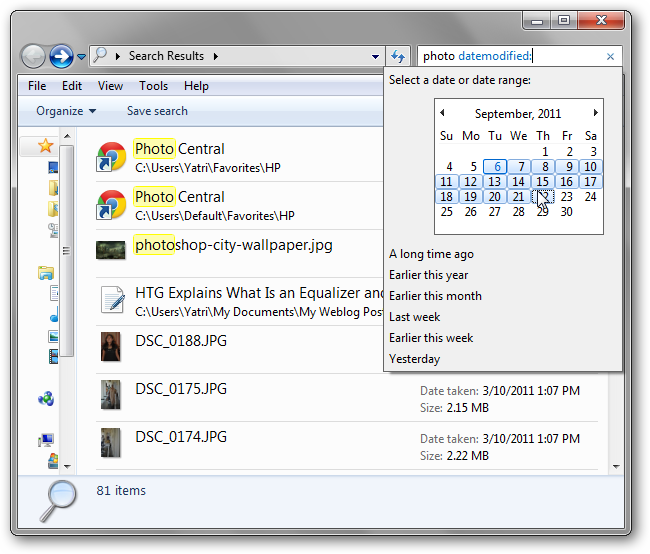 Search Results
photo datemodified:
File Edit View Tools Help
Organize Save search
Select a date or date range:
September, 2011
Su Mo Tu We Th Fr Sa
1 2 3
4 5 6 7 8 9 10
11 12 13 14 15 16 17
18 19 20 21 22 23 24
25 26 27 28 29 30
A long time ago
Earlier this year
Earlier this month
Last week
Earlier this week
Yesterday
Photo Central
C:\Users\Yatri\Favorites\HP
Photo Central
C:\Users\Default\Favorites\HP
photoshop-city-wallpaper.jpg
HTG Explains What Is an Equalizer and
C:\Users\Yatri\My Documents\My Weblog Pos
DSC_0188.JPG
DSC_0175.JPG
Date taken: 3/10/2011 1:07 PM
Size: 2.15 MB
DSC_0174.JPG
Date taken: 3/10/2011 1:07 PM
Size: 2.22 MB
81 items